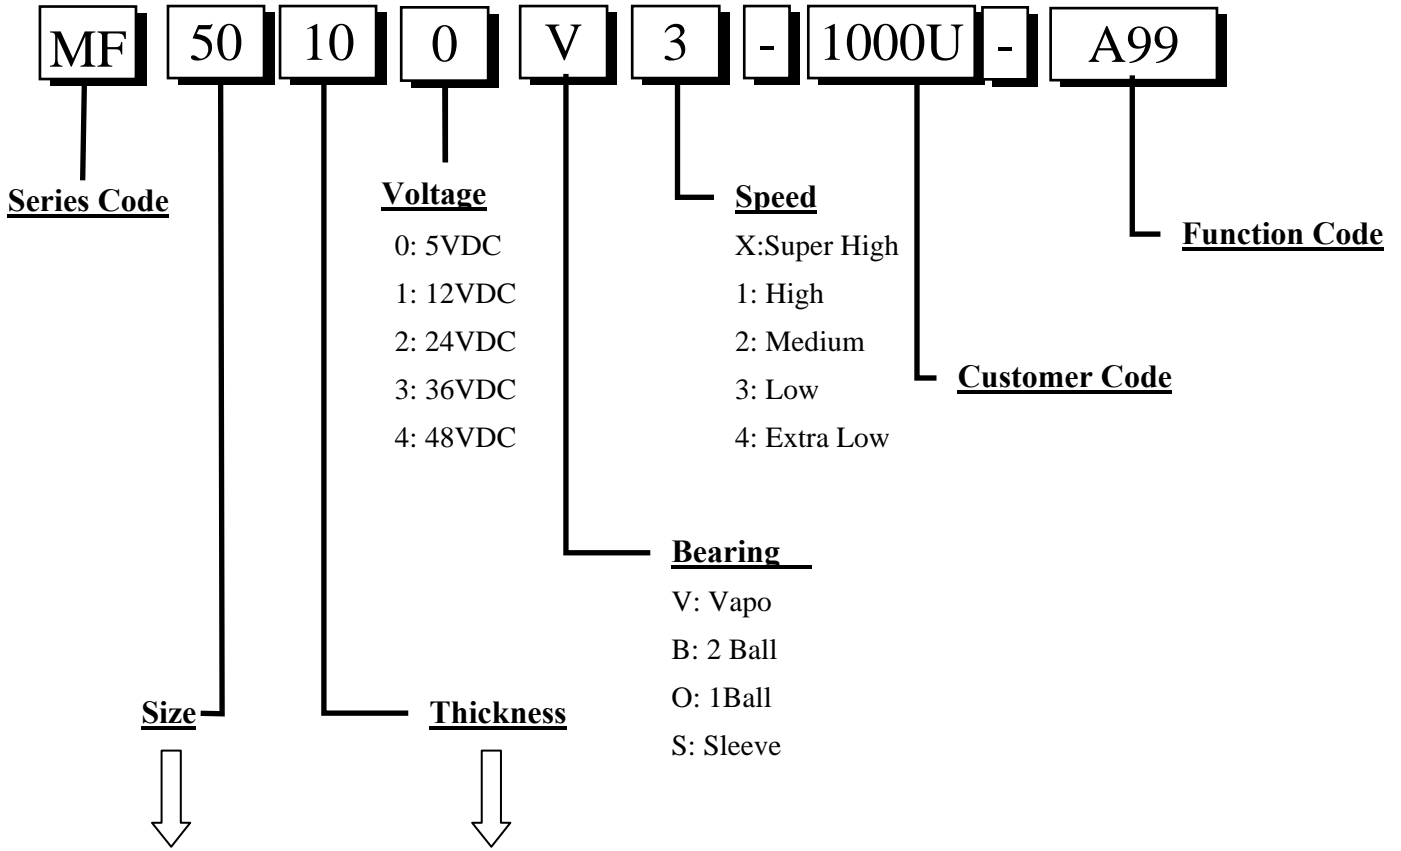 MF 50 10 0 V 3 - 1000U - A99
Series Code
Voltage
0: 5VDC
1: 12VDC
2: 24VDC
3: 36VDC
4: 48VDC
Speed
X:Super High
1: High
2: Medium
3: Low
4: Extra Low
Function Code
Customer Code
Bearing
V: Vapo
B: 2 Ball
O: 1Ball
S: Sleeve
Size
Thickness